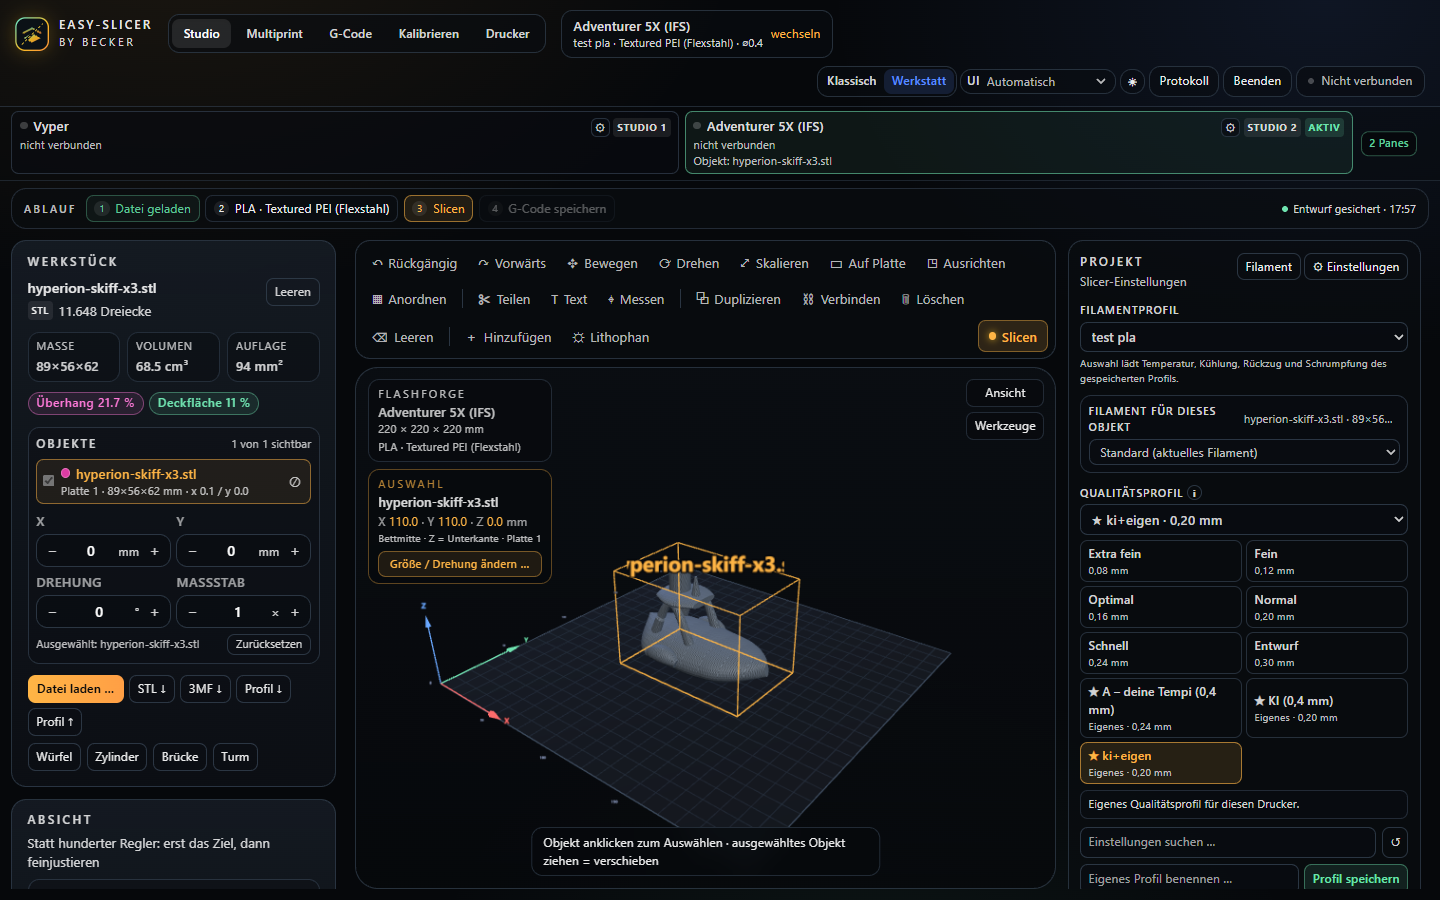 EASY-SLICER
BY BECKER
Studio
Multiprint
G-Code
Kalibrieren
Drucker
Adventurer 5X (IFS)
test pla · Textured PEI (Flexstahl) · ⌀0.4
wechseln
Klassisch
Werkstatt
UI Automatisch
Protokoll
Beenden
Nicht verbunden
Vyper
nicht verbunden
STUDIO 1
Adventurer 5X (IFS)
nicht verbunden
Objekt: hyperion-skiff-x3.stl
STUDIO 2
AKTIV
2 Panes
ABLAUF
1 Datei geladen
2 PLA · Textured PEI (Flexstahl)
3 Slicen
4 G-Code speichern
Entwurf gesichert · 17:57
WERKSTÜCK
hyperion-skiff-x3.stl
Leeren
STL 11.648 Dreiecke
MASSE
89×56×62
VOLUMEN
68.5 cm³
AUFLAGE
94 mm²
Überhang 21.7 %
Deckfläche 11 %
OBJEKTE
1 von 1 sichtbar
hyperion-skiff-x3.stl
Platte 1 · 89×56×62 mm · x 0.1 / y 0.0
X
Y
− 0 mm +
− 0 mm +
DREHUNG
MASSSTAB
− 0 ° +
− 1 × +
Ausgewählt: hyperion-skiff-x3.stl
Zurücksetzen
Datei laden ...
STL ↓
3MF ↓
Profil ↓
Profil ↑
Würfel
Zylinder
Brücke
Turm
ABSICHT
Statt hunderter Regler: erst das Ziel, dann
feinjustieren
Rückgängig
Vorwärts
Bewegen
Drehen
Skalieren
Auf Platte
Ausrichten
Anordnen
Teilen
T Text
Messen
Duplizieren
Verbinden
Löschen
Leeren
+ Hinzufügen
Lithophan
Slicen
FLASHFORGE
Adventurer 5X (IFS)
220 × 220 × 220 mm
PLA · Textured PEI (Flexstahl)
Ansicht
Werkzeuge
AUSWAHL
hyperion-skiff-x3.stl
X 110.0 · Y 110.0 · Z 0.0 mm
Bettmitte · Z = Unterkante · Platte 1
Größe / Drehung ändern ...
perion-skiff-x3.
Z
Y
X
Objekt anklicken zum Auswählen · ausgewähltes Objekt
ziehen = verschieben
PROJEKT
Slicer-Einstellungen
Filament
Einstellungen
FILAMENTPROFIL
test pla
Auswahl lädt Temperatur, Kühlung, Rückzug und Schrumpfung des
gespeicherten Profils.
FILAMENT FÜR DIESES
OBJEKT
hyperion-skiff-x3.stl · 89×56...
Standard (aktuelles Filament)
QUALITÄTSPROFIL i
★ ki+eigen · 0,20 mm
Extra fein
0,08 mm
Fein
0,12 mm
Optimal
0,16 mm
Normal
0,20 mm
Schnell
0,24 mm
Entwurf
0,30 mm
★ A – deine Tempi (0,4
mm)
Eigenes · 0,24 mm
★ KI (0,4 mm)
Eigenes · 0,20 mm
★ ki+eigen
Eigenes · 0,20 mm
Eigenes Qualitätsprofil für diesen Drucker.
Einstellungen suchen ...
Eigenes Profil benennen ...
Profil speichern